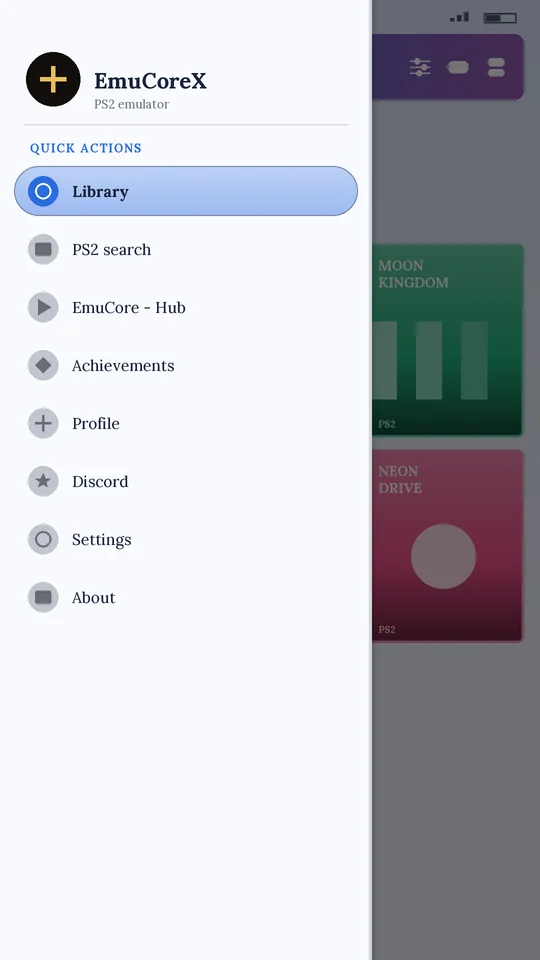 EmuCoreX
PS2 emulator
QUICK ACTIONS
Library
PS2 search
EmuCore - Hub
Achievements
Profile
Discord
Settings
About
MOON
KINGDOM
PS2
NEON
DRIVE
PS2